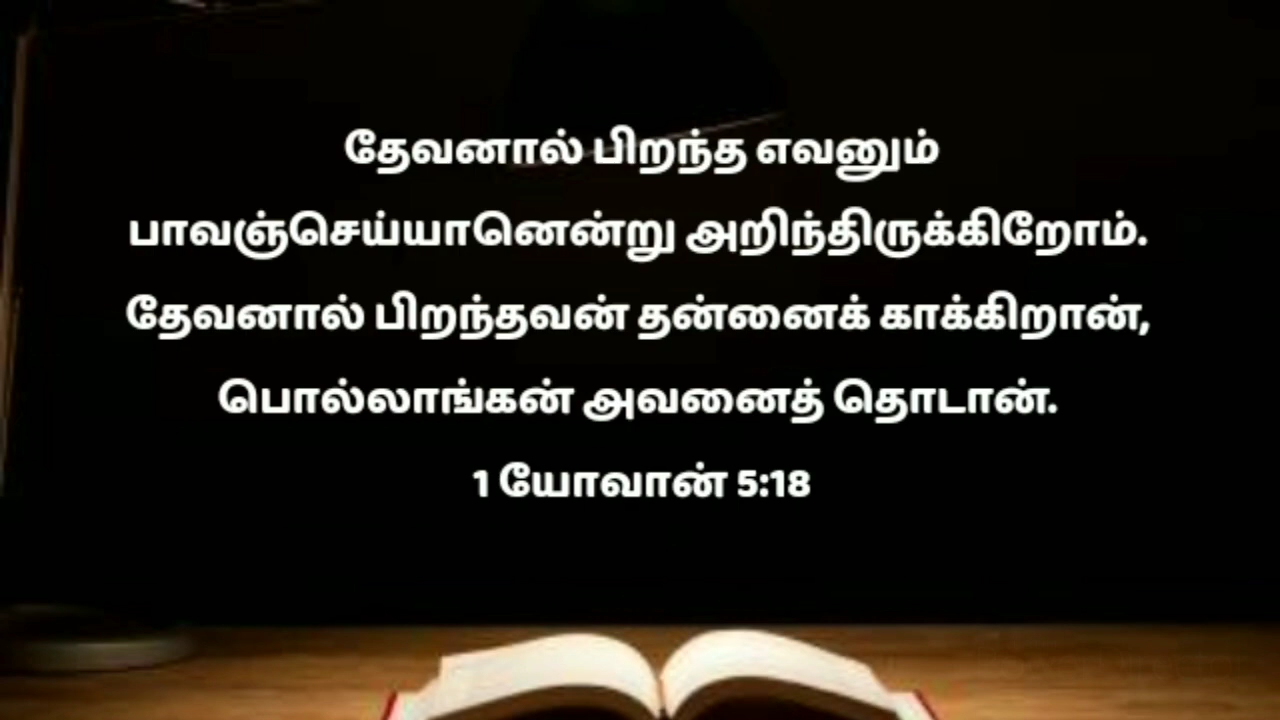 தேவனால் பிறந்த எவனும்
பாவஞ்செய்யானென்று அறிந்திருக்கிறோம்.
தேவனால் பிறந்தவன் தன்னைக் காக்கிறான்,
பொல்லாங்கன் அவனைத் தொடான்.
1 யோவான் 5:18